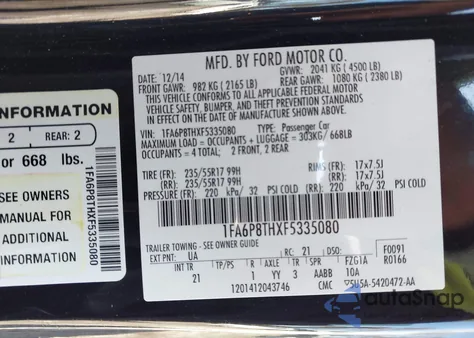 INFORMATION
2 REAR: 2
or 668 lbs.
SEE OWNERS
MANUAL FOR
ADDITIONAL
INFORMATION
1FA6P8THXF5335080
MFD. BY FORD MOTOR CO.
DATE: 12/14 GVWR: 2041 KG (4500 LB)
FRONT GAWR: 982 KG (2165 LB) REAR GAWR: 1080 KG (2380 LB)
THIS VEHICLE CONFORMS TO ALL APPLICABLE FEDERAL MOTOR
VEHICLE SAFETY, BUMPER, AND THEFT PREVENTION STANDARDS
IN EFFECT ON THE DATE OF MANUFACTURE SHOWN ABOVE.
VIN: 1FA6P8THXF5335080 TYPE: Passenger Car
MAXIMUM LOAD = OCCUPANTS + LUGGAGE = 303KG/ 668LB
OCCUPANTS = 4 TOTAL: 2 FRONT, 2 REAR
TIRE (FR): 235/55R17 99H RIMS (FR): 17x7.5J
TIRE (RR): 235/55R17 99H RIMS (RR): 17x7.5J
PRESSURE (FR): 220 kPa/ 32 PSI COLD (RR): 220 kPa/ 32 PSI COLD
1FA6P8THXF5335080
TRAILER TOWING - SEE OWNER GUIDE
EXT PNT: UA RC: 21 DSO: F0091
INT TR TP/PS R AXLE TR SPR FZG1A R0166
21 1 YY 3 AABB 10A
1201412043746 CMC 5U5A-5420472-AA
autoSnap